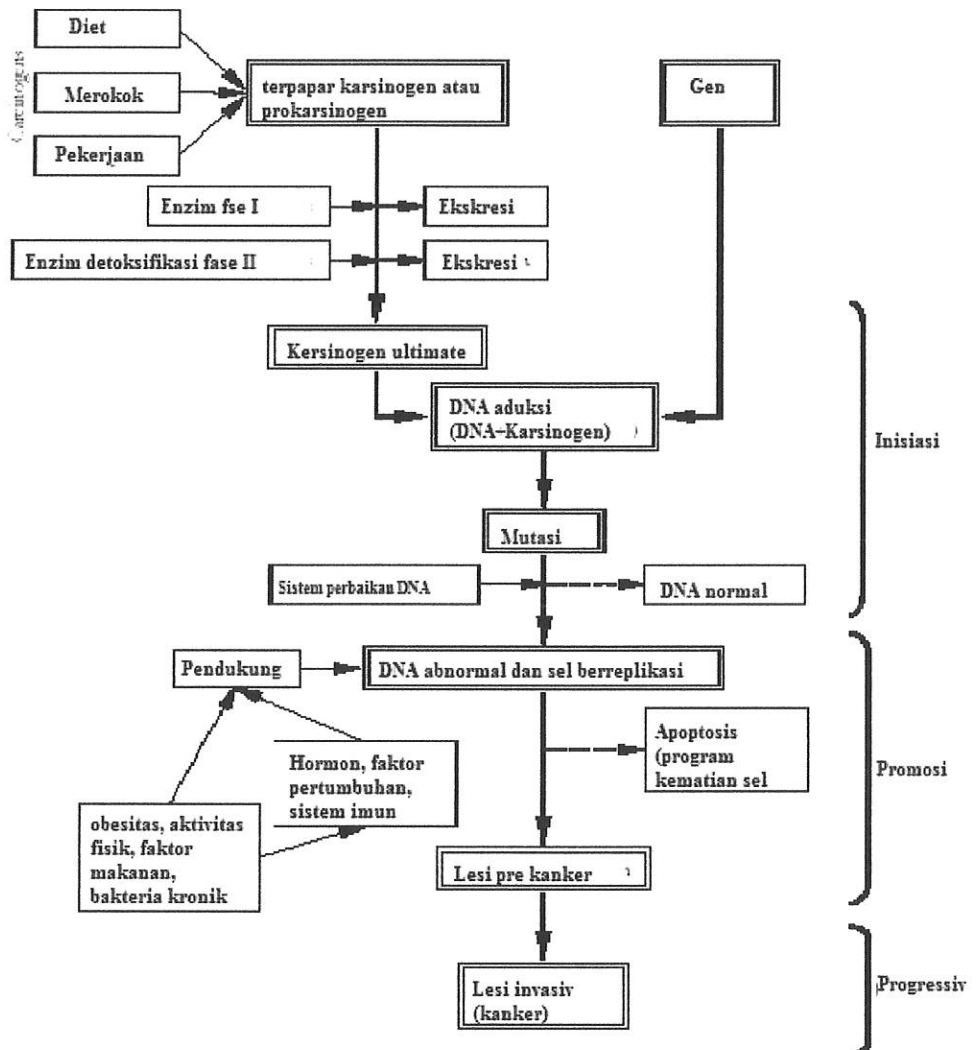 Carcinogens
Diet
Merokok
Pekerjaan
terpapar karsinogen atau
prokarsinogen
Gen
Enzim fse I
Ekskresi
Enzim detoksifikasi fase II
Ekskresi
Kersinogen ultimate
DNA aduksi
(DNA-Karsinogen)
Inisiasi
Mutasi
Sistem perbaikan DNA
DNA normal
Pendukung
DNA abnormal dan sel berreplikasi
Apoptosis
(program
kematian sel
Promosi
Hormon, faktor
pertumbuhan,
sistem imun
obesitas, aktivitas
fisik, faktor
makanan,
bakteria kronik
Lesi pre kanker
Lesi invasiv
(kanker)
Progressiv